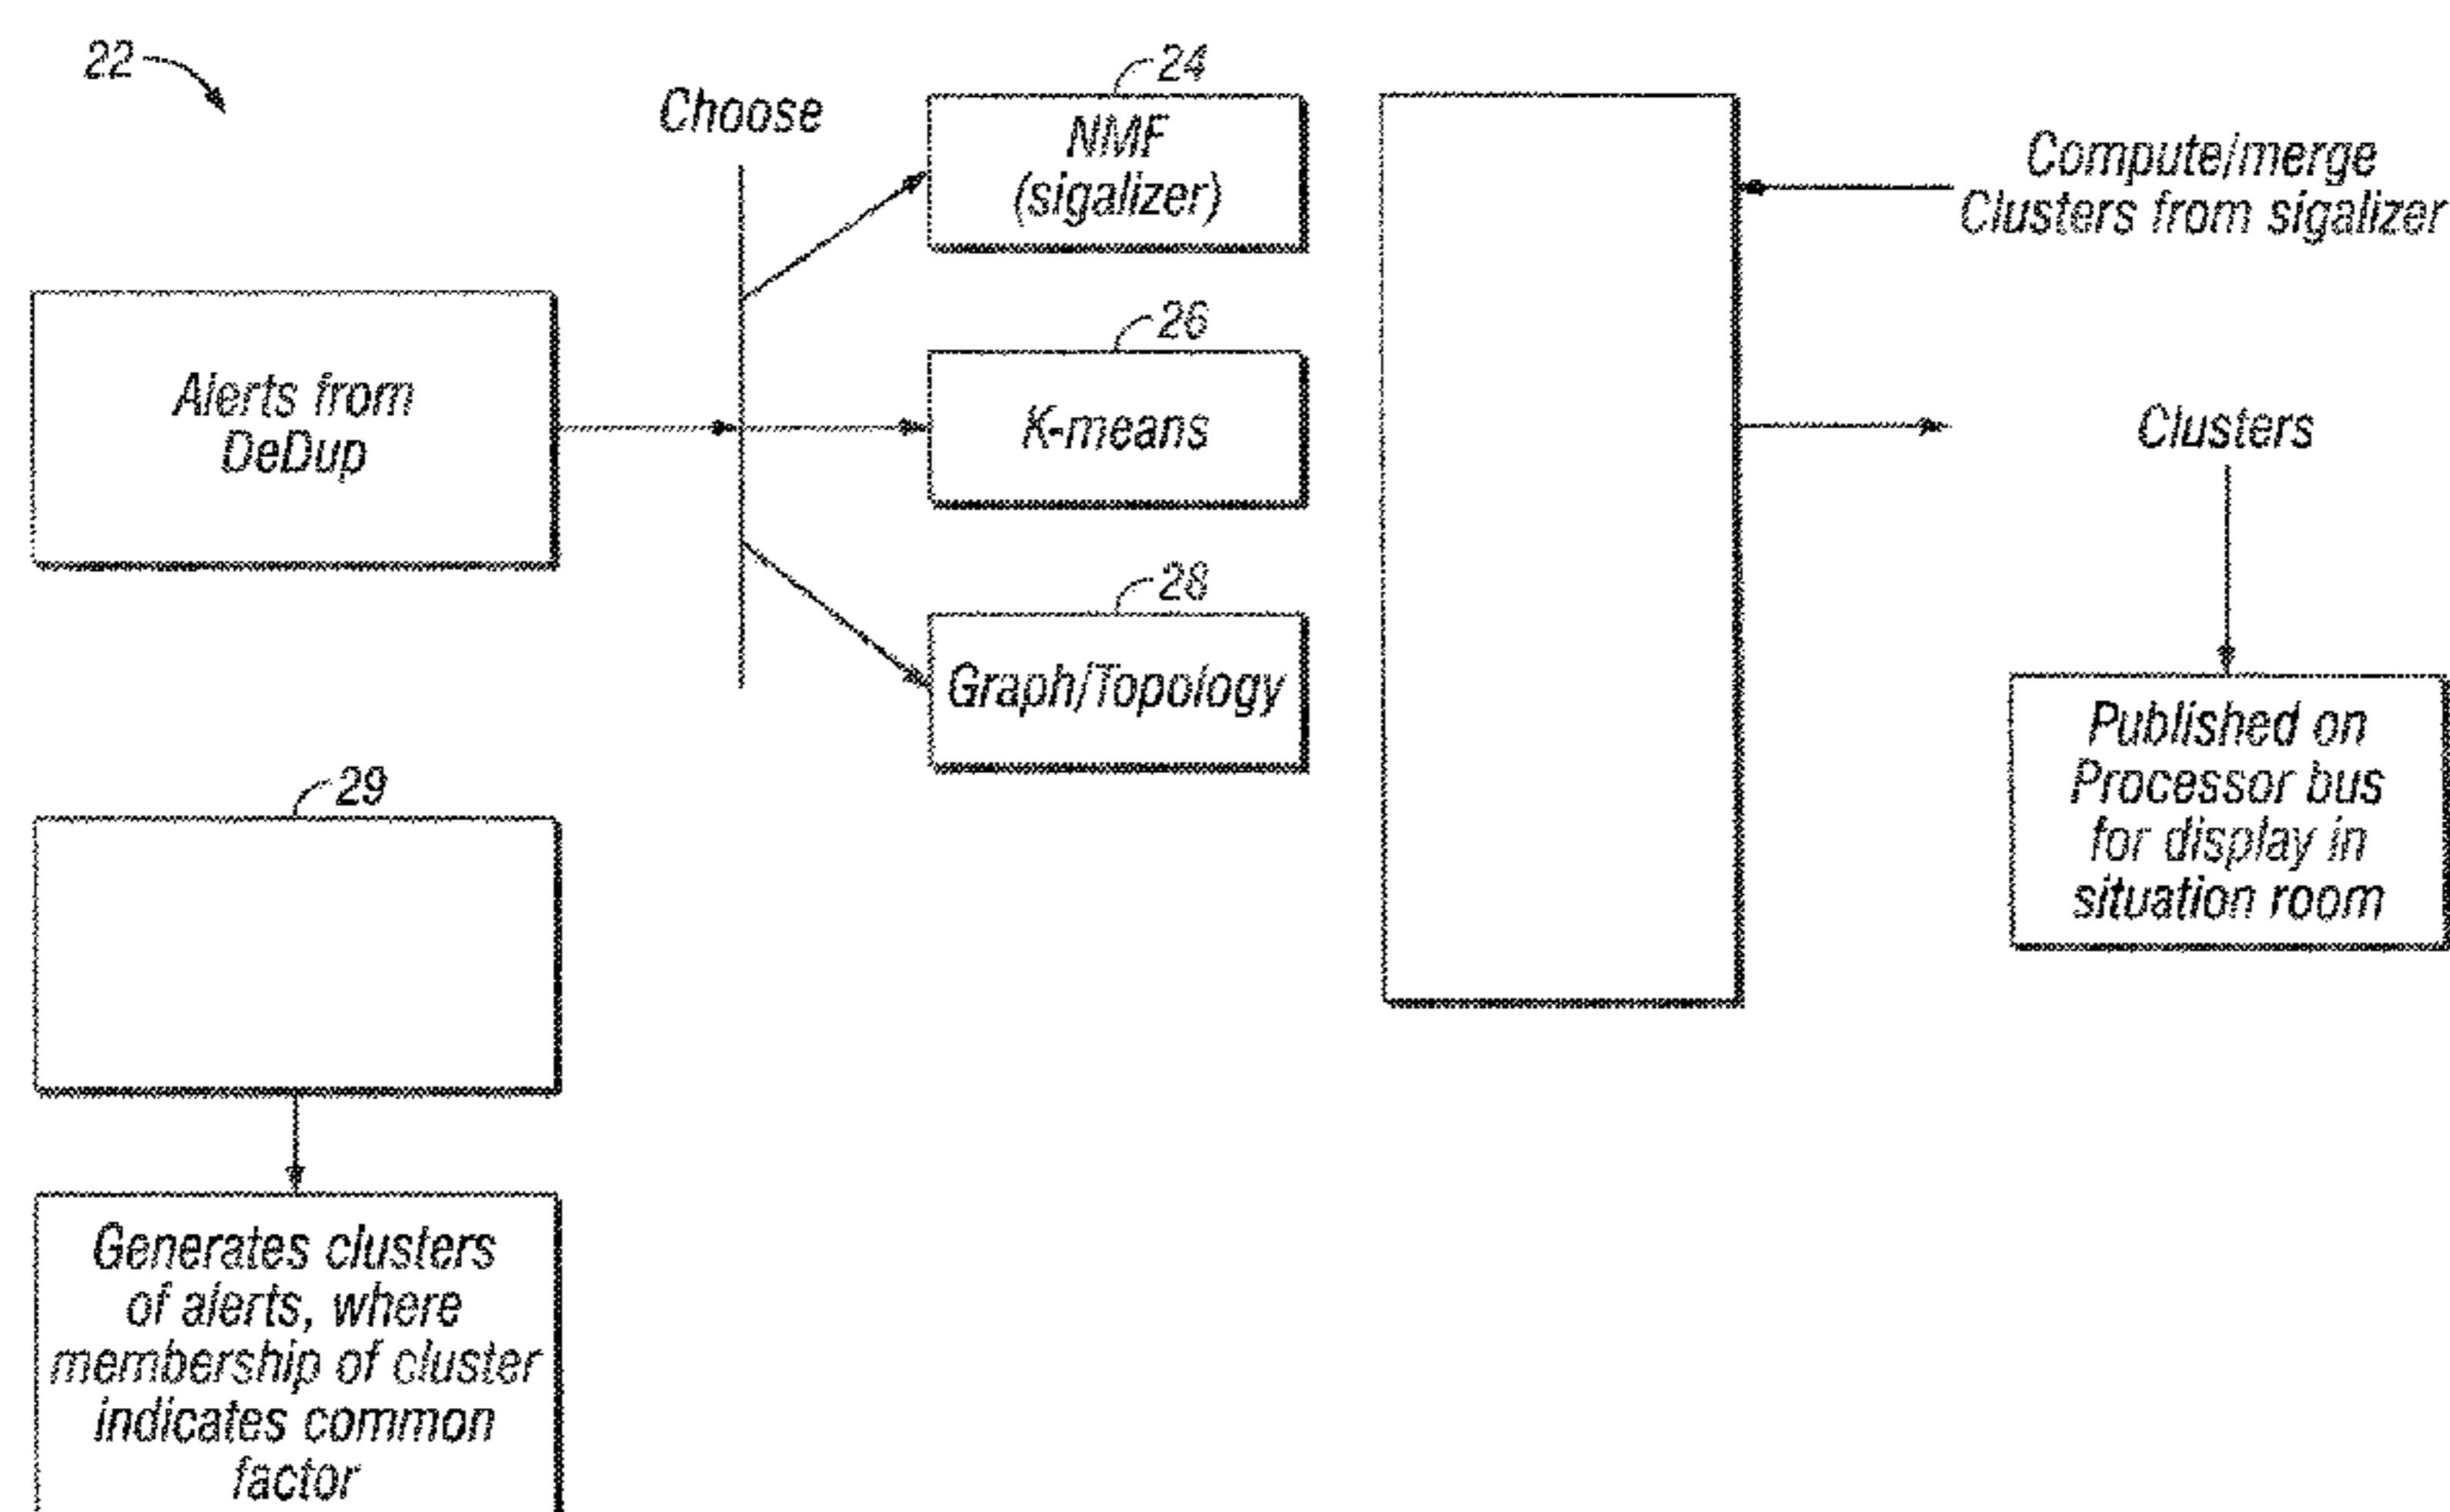 22
Choose
24
NMF
(sigalizer)
Compute/merge
Clusters from sigalizer
Alerts from
DeDup
26
K-means
Clusters
28
Graph/Topology
Published on
Processor bus
for display in
situation room
29
Generates clusters
of alerts, where
membership of cluster
indicates common
factor